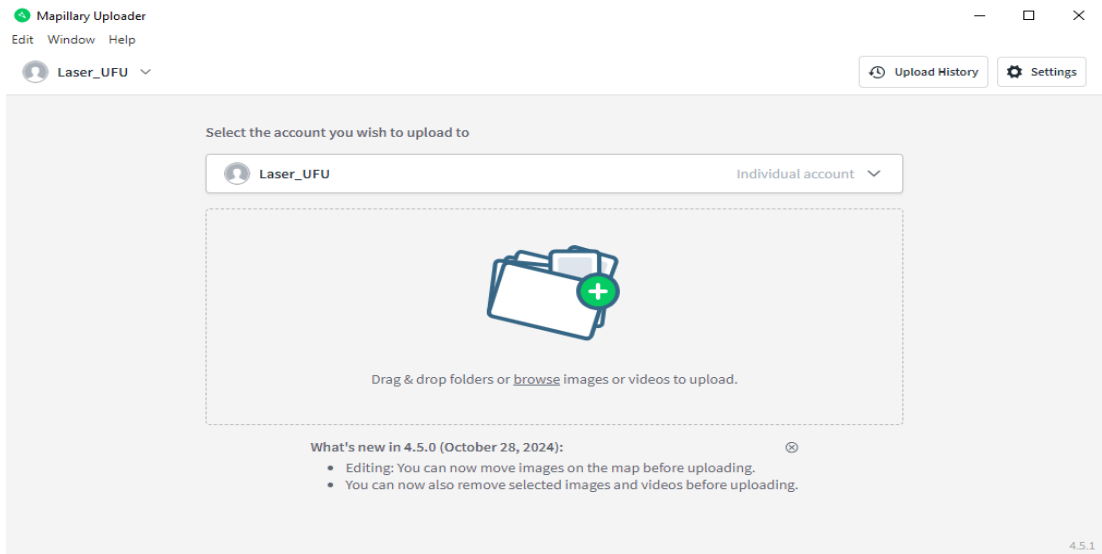 Mapillary Uploader
Edit Window Help
Laser_UFU
Upload History
Settings
Select the account you wish to upload to
Laser_UFU Individual account
Drag & drop folders or browse images or videos to upload.
What's new in 4.5.0 (October 28, 2024):
• Editing: You can now move images on the map before uploading.
• You can now also remove selected images and videos before uploading.
4.5.1